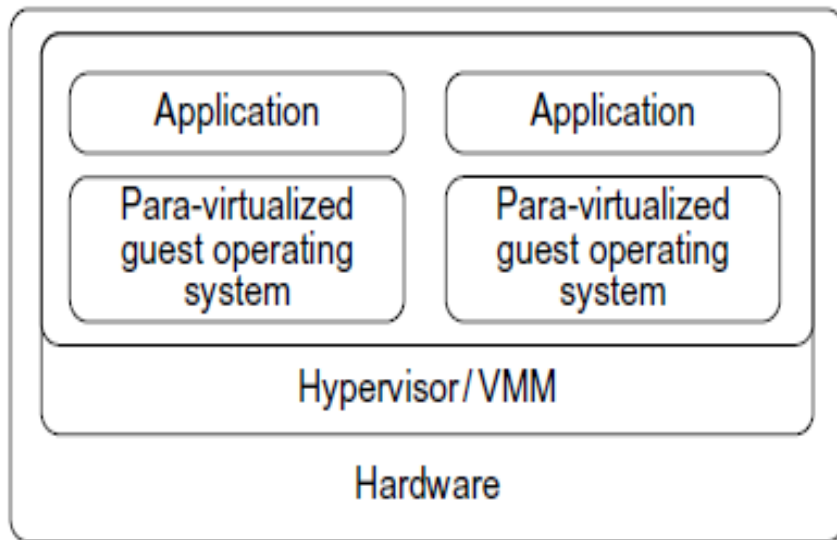 Application
Application
Para-virtualized
guest operating
system
Para-virtualized
guest operating
system
Hypervisor/VMM
Hardware